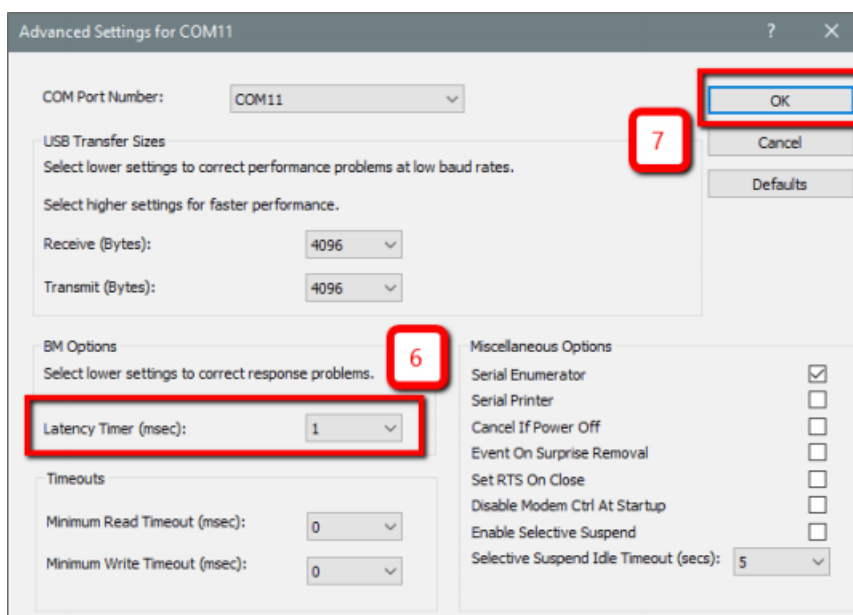 Advanced Settings for COM11
? ×
COM Port Number: COM11
OK
7
Cancel
Defaults
USB Transfer Sizes
Select lower settings to correct performance problems at low baud rates.
Select higher settings for faster performance.
Receive (Bytes): 4096
Transmit (Bytes): 4096
BM Options
6
Select lower settings to correct response problems.
Latency Timer (msec): 1
Timeouts
Minimum Read Timeout (msec): 0
Minimum Write Timeout (msec): 0
Miscellaneous Options
Serial Enumerator
Serial Printer
Cancel If Power Off
Event On Surprise Removal
Set RTS On Close
Disable Modem Ctrl At Startup
Enable Selective Suspend
Selective Suspend Idle Timeout (secs): 5